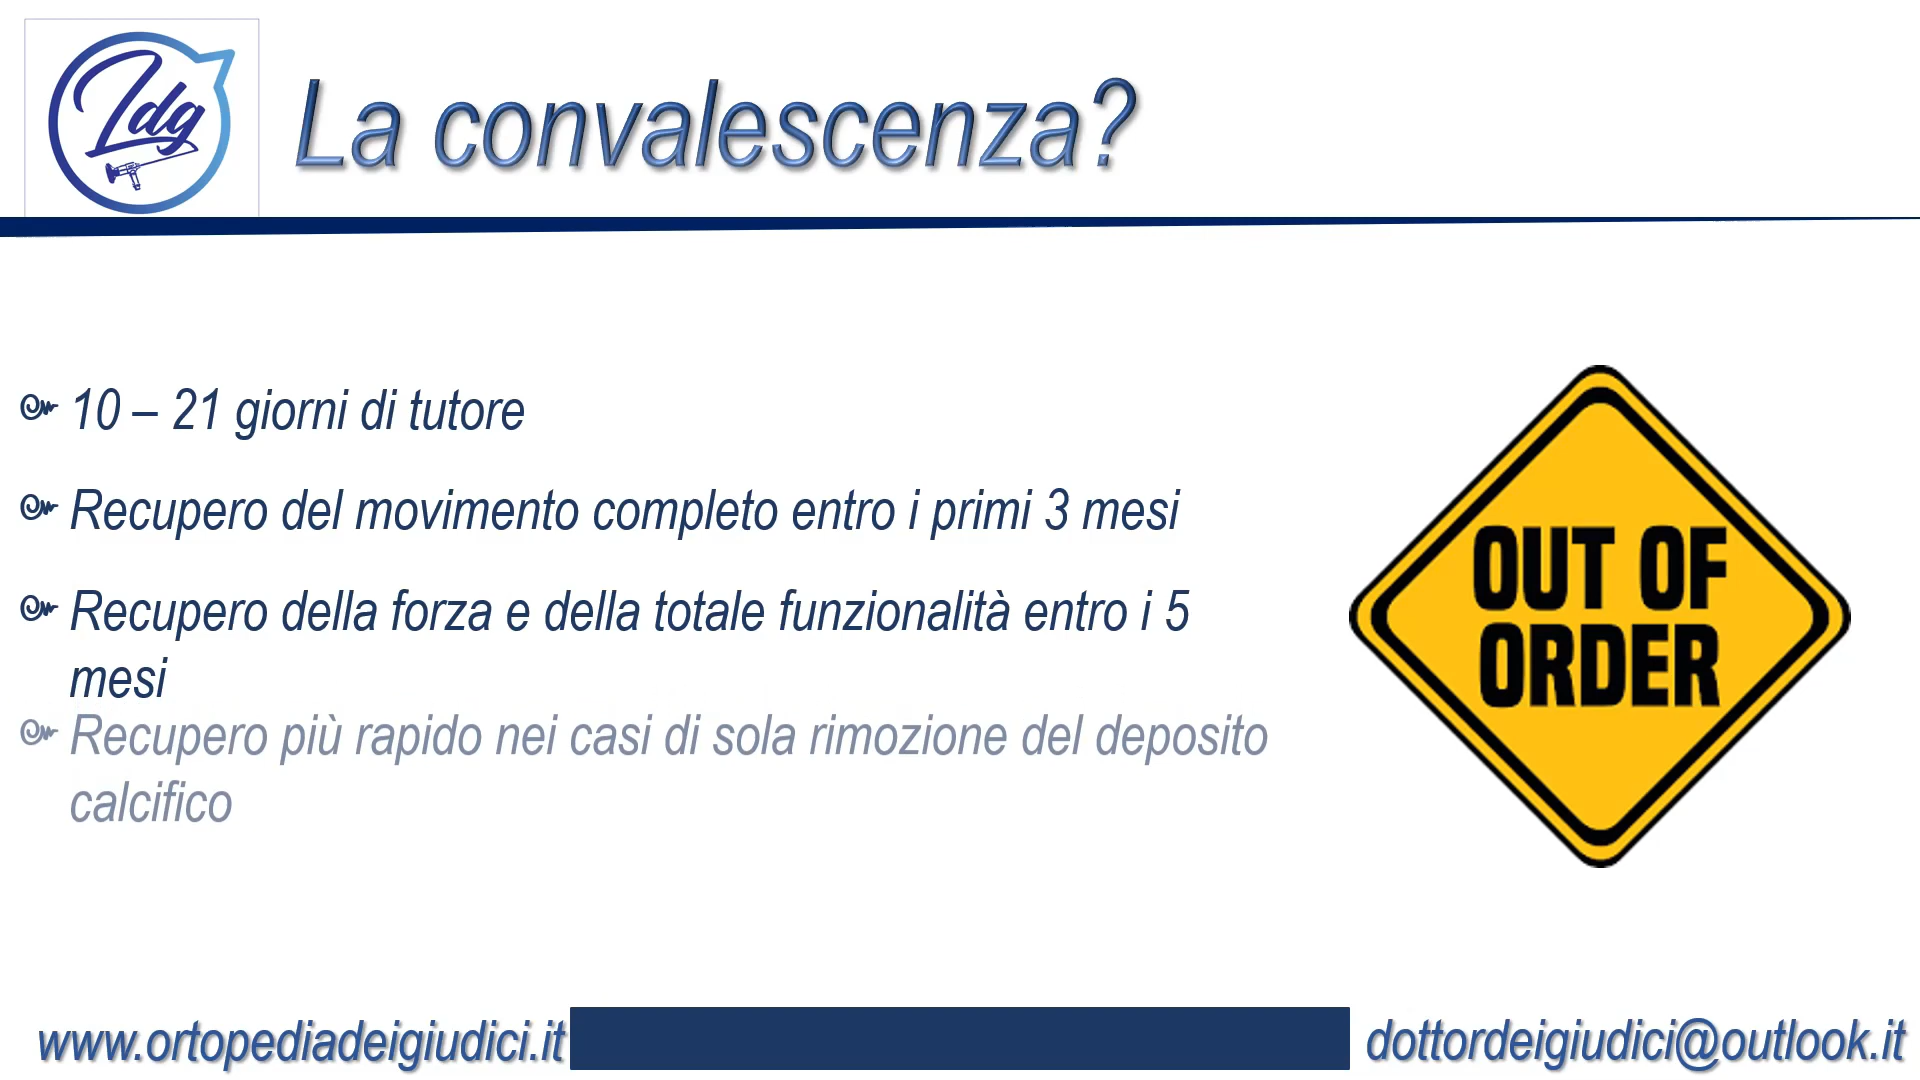 Ldg
La convalescenza?
10 – 21 giorni di tutore
Recupero del movimento completo entro i primi 3 mesi
Recupero della forza e della totale funzionalità entro i 5
mesi
Recupero più rapido nei casi di sola rimozione del deposito
calcifico
OUT OF
ORDER
www.ortopediadeigiudici.it
dottordeigiudici@outlook.it